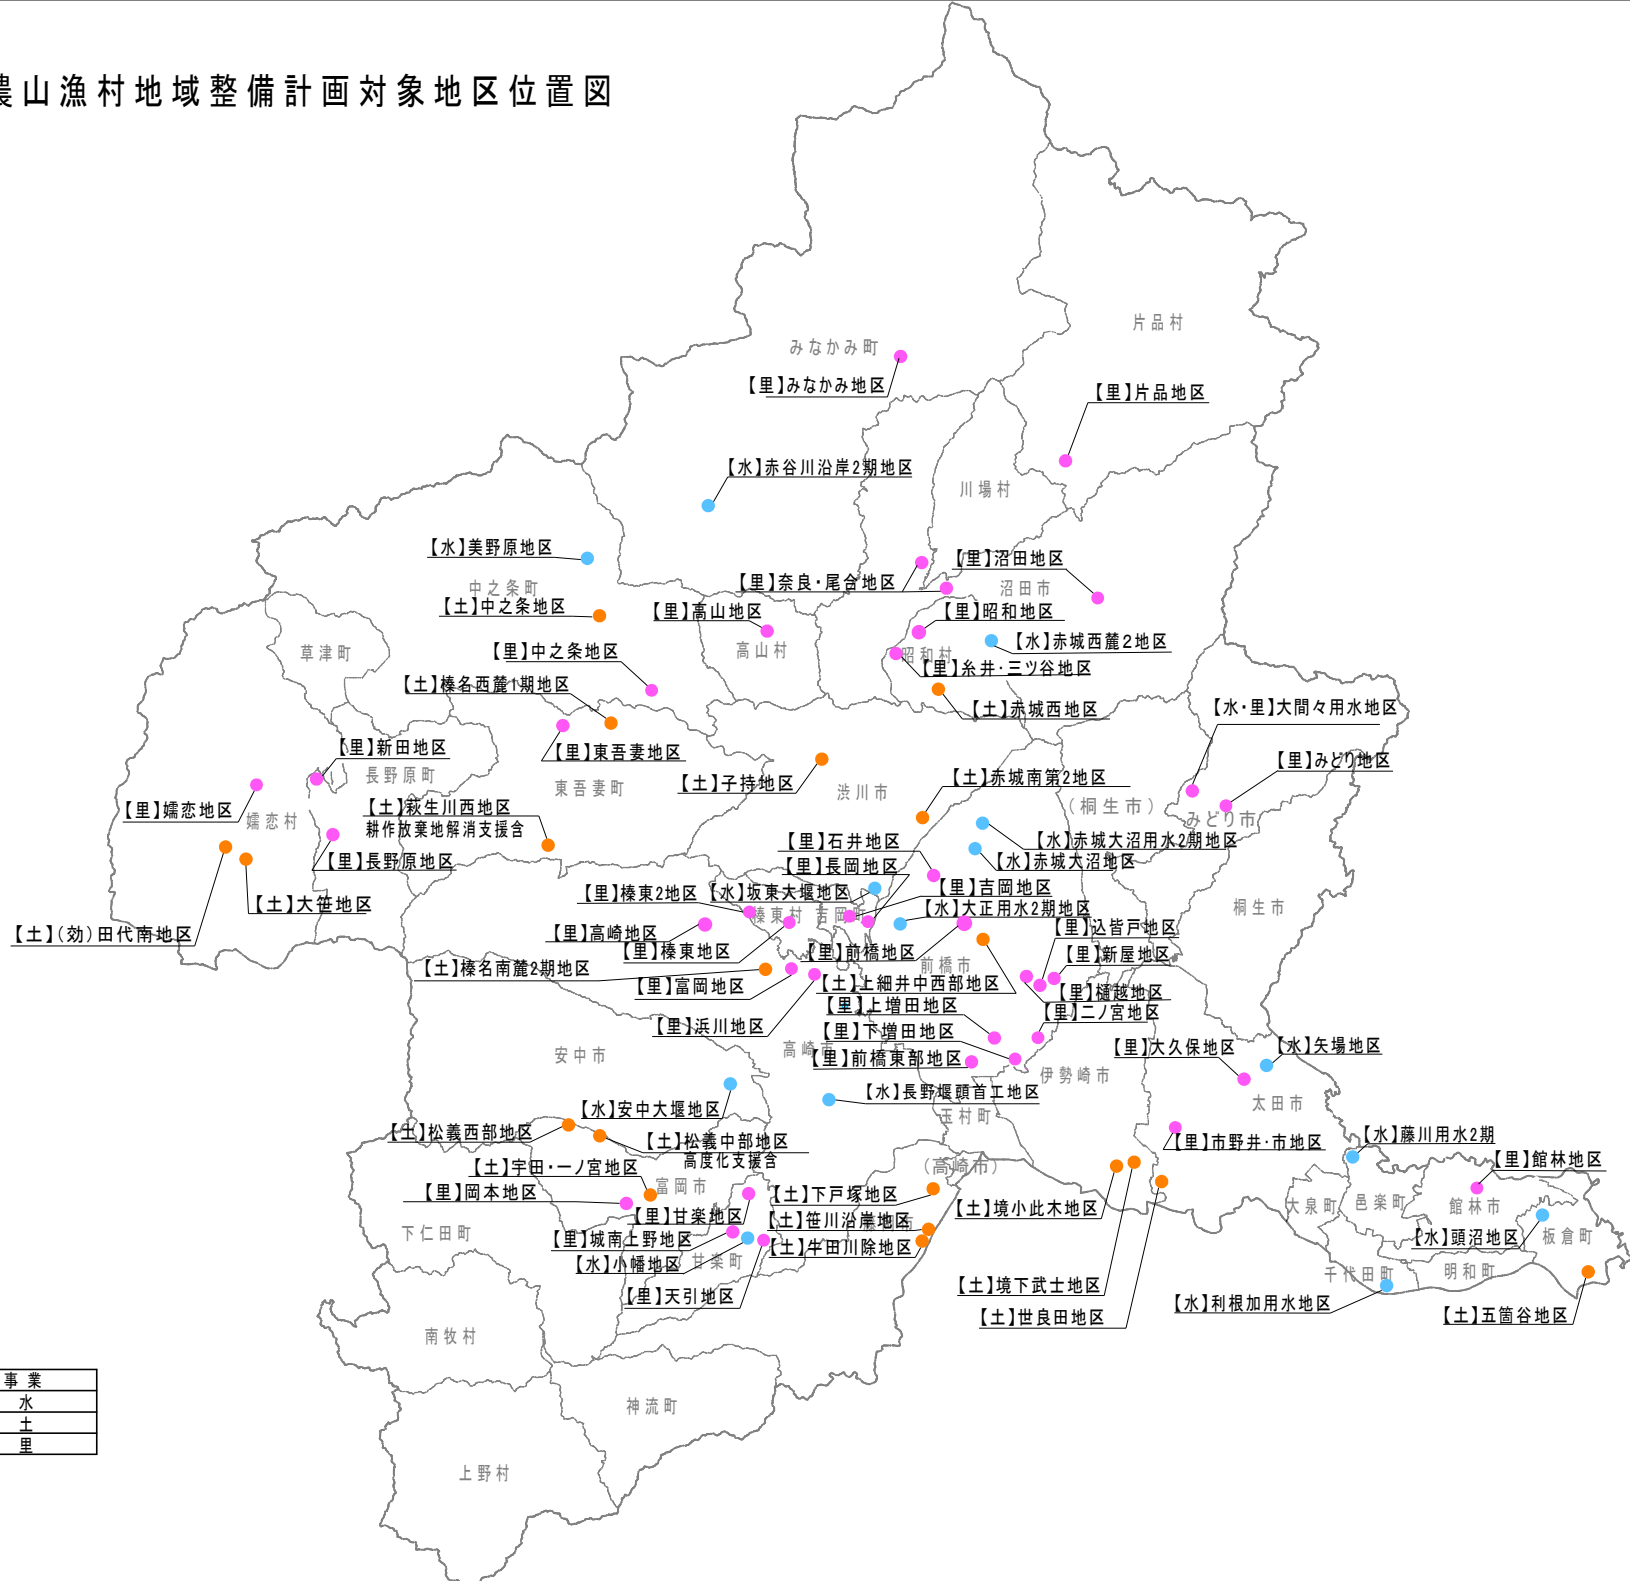 農山漁村地域整備計画対象地区位置図
片品村
みなかみ町
【里】みなかみ地区
【里】片品地区
【水】赤谷川沿岸2期地区
川場村
【水】美野原地区
【里】沼田地区
【里】奈良・尾合地区
中之条町
沼田市
【土】中之条地区
【里】高山地区
【里】昭和地区
【水】赤城西麓2地区
草津町
【里】中之条地区
高山村
昭和村
【里】糸井・三ツ谷地区
【土】榛名西麓1期地区
【土】赤城西地区
【水・里】大間々用水地区
【里】新田地区
【里】東吾妻地区
【里】みどり地区
長野原町
東吾妻町
【土】子持地区
渋川市
【土】赤城南第2地区
(桐生市)
みどり市
【里】嬬恋地区
嬬恋村
【土】萩生川西地区
耕作放棄地解消支援含
【里】石井地区
【水】赤城大沼用水2期地区
【里】長野原地区
【里】長岡地区
【水】赤城大沼地区
【里】榛東2地区
【水】坂東大堰地区
【里】吉岡地区
【土】大笹地区
榛東村
吉岡町
【水】大正用水2期地区
桐生市
【土】(効)田代南地区
【里】高崎地区
【里】榛東地区
【里】前橋地区
【里】込皆戸地区
【里】新屋地区
【土】榛名南麓2期地区
前橋市
【里】富岡地区
【土】上細井中西部地区
【里】樋越地区
【里】上増田地区
【里】二ノ宮地区
【里】浜川地区
【里】下増田地区
安中市
高崎市
【里】前橋東部地区
【里】大久保地区
【水】矢場地区
伊勢崎市
【水】長野堰頭首工地区
太田市
【水】安中大堰地区
玉村町
【土】松義西部地区
【土】松義中部地区
高度化支援含
【里】市野井・市地区
【水】藤川用水2期
【土】宇田・一ノ宮地区
(高崎市)
【里】館林地区
【里】岡本地区
富岡市
【土】下戸塚地区
【土】境小此木地区
大泉町
邑楽町
館林市
【里】甘楽地区
【土】笹川沿岸地区
下仁田町
【里】城南上野地区
【水】頭沼地区
板倉町
【水】小幡地区
甘楽町
【土】牛田川除地区
【里】天引地区
【土】境下武士地区
千代田町
明和町
【土】世良田地区
【水】利根加用水地区
【土】五箇谷地区
南牧村
神流町
上野村
事業
水
土
里